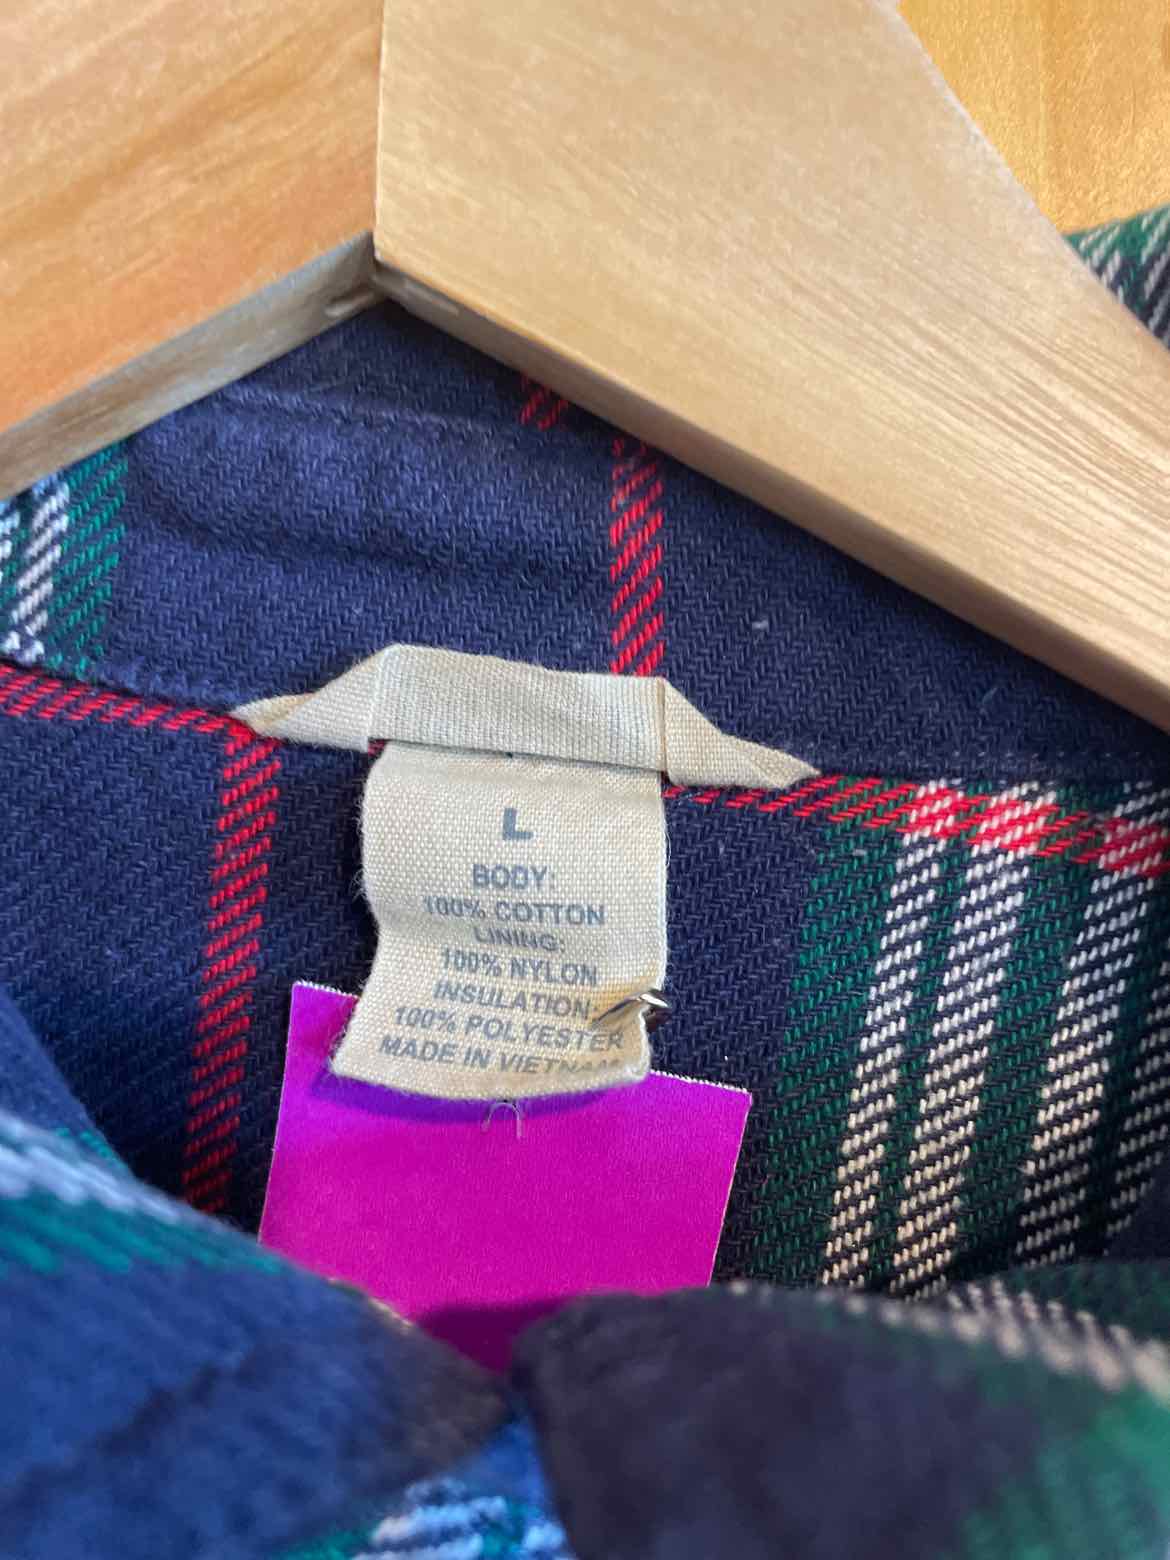 L
BODY:
100% COTTON
LINING:
100% NYLON
INSULATION:
100% POLYESTER
MADE IN VIETNAM